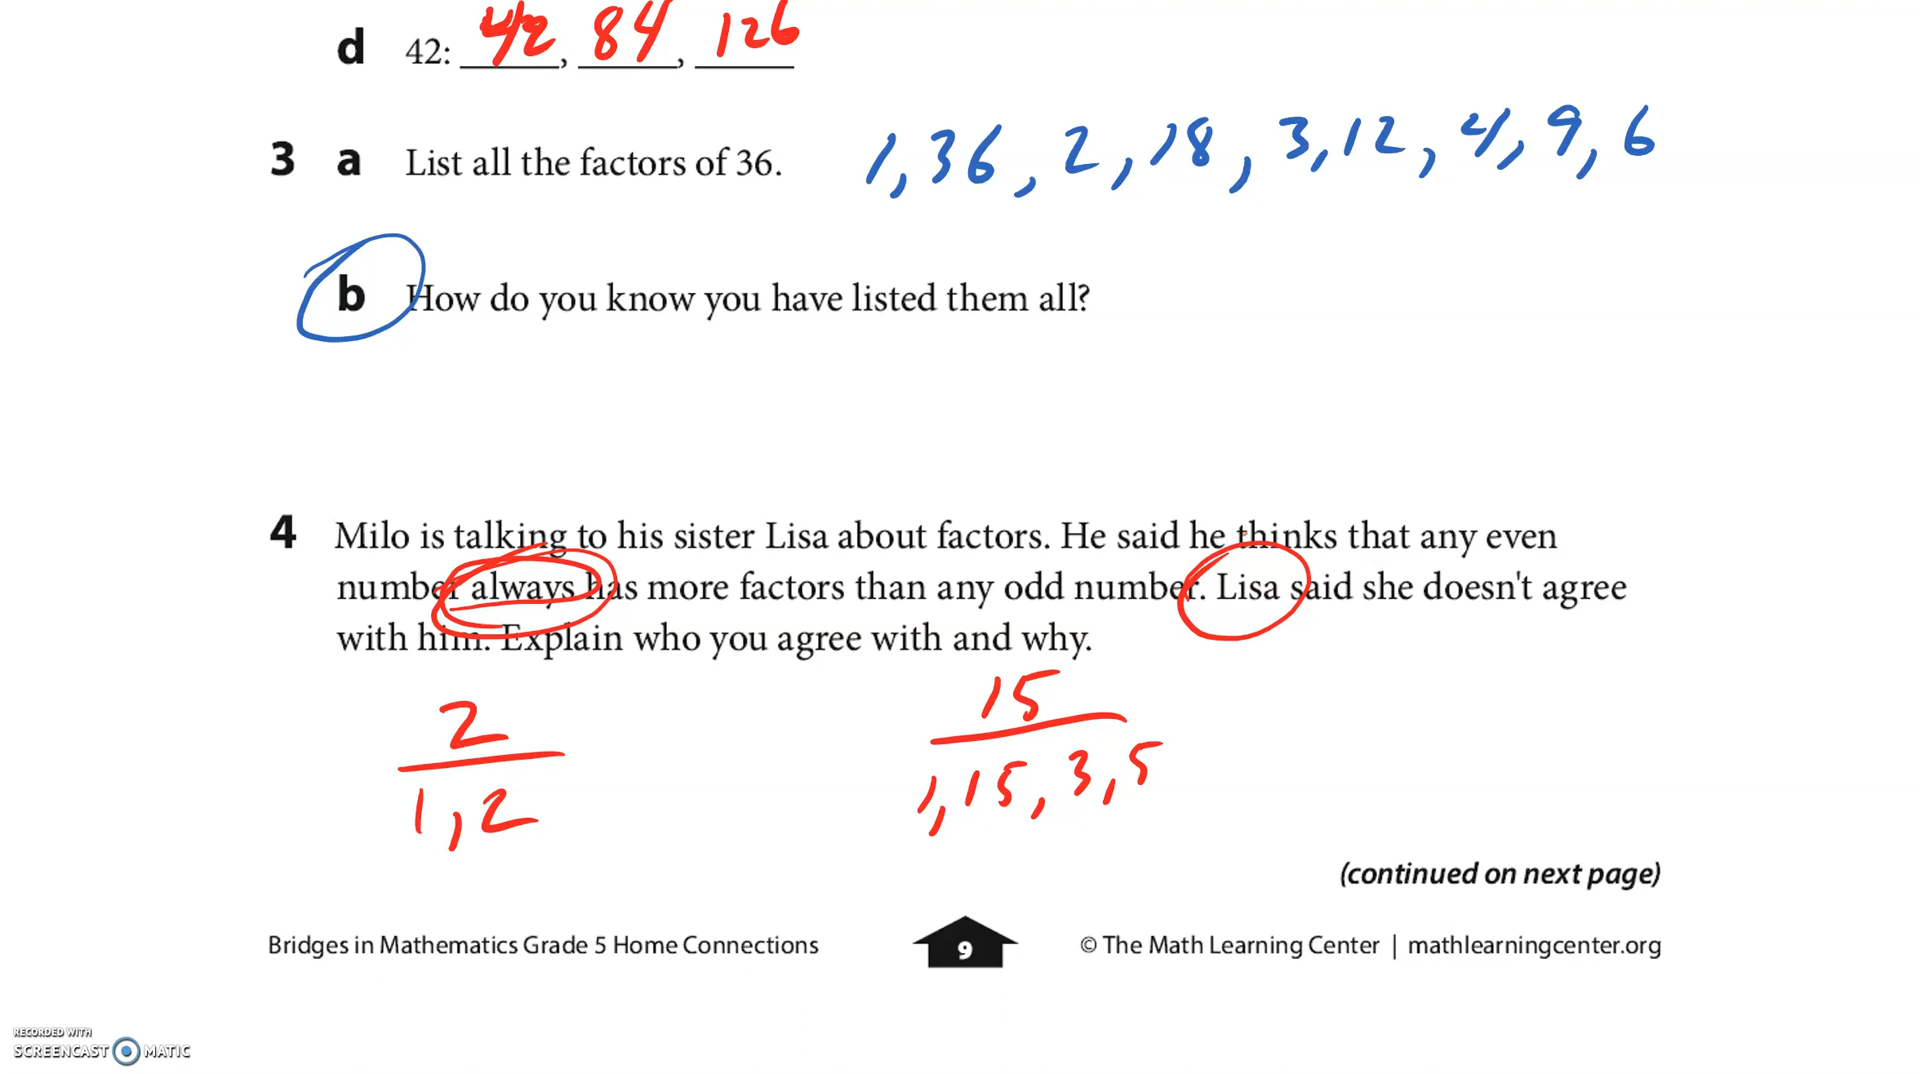 d 42: 42, 84, 126
3 a List all the factors of 36. 1, 36, 2, 18, 3, 12, 4, 9, 6
b How do you know you have listed them all?
4 Milo is talking to his sister Lisa about factors. He said he thinks that any even
number always has more factors than any odd number. Lisa said she doesn't agree
with him. Explain who you agree with and why.
2 15
1, 2 1, 15, 3, 5
(continued on next page)
Bridges in Mathematics Grade 5 Home Connections 9 © The Math Learning Center | mathlearningcenter.org
RECORDED WITH
SCREENCAST MATIC